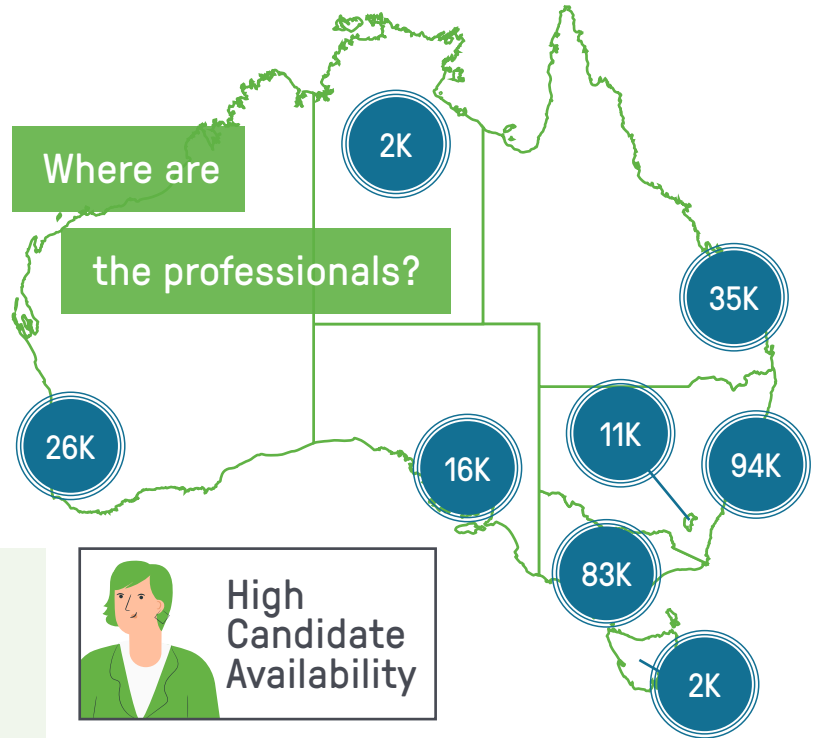 Where are
the professionals?
2K
35K
26K
16K
11K
94K
83K
2K
High
Candidate
Availability